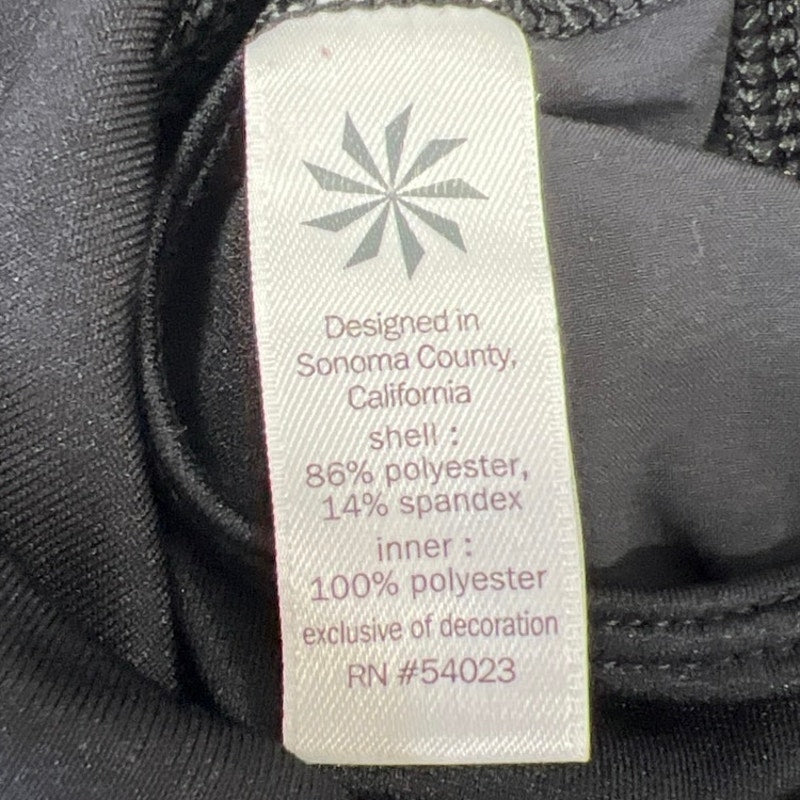 Designed in
Sonoma County,
California
shell :
86% polyester,
14% spandex
inner :
100% polyester
exclusive of decoration
RN #54023